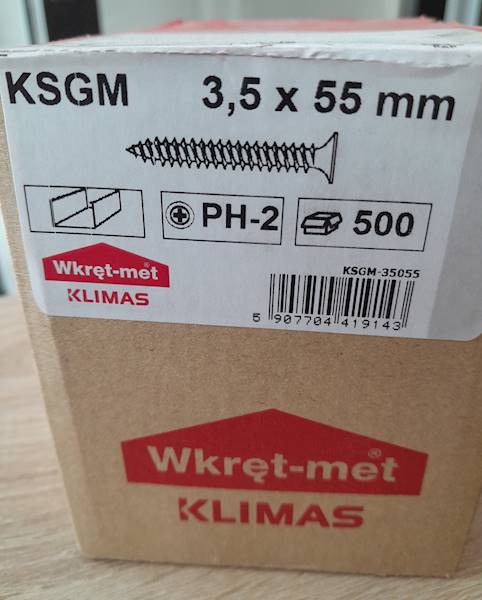 KSGM 3,5 x 55 mm
PH-2 500
Wkręt-met®
KLIMAS
KSGM-35055
5 907704 419143
Wkręt-met®
KLIMAS